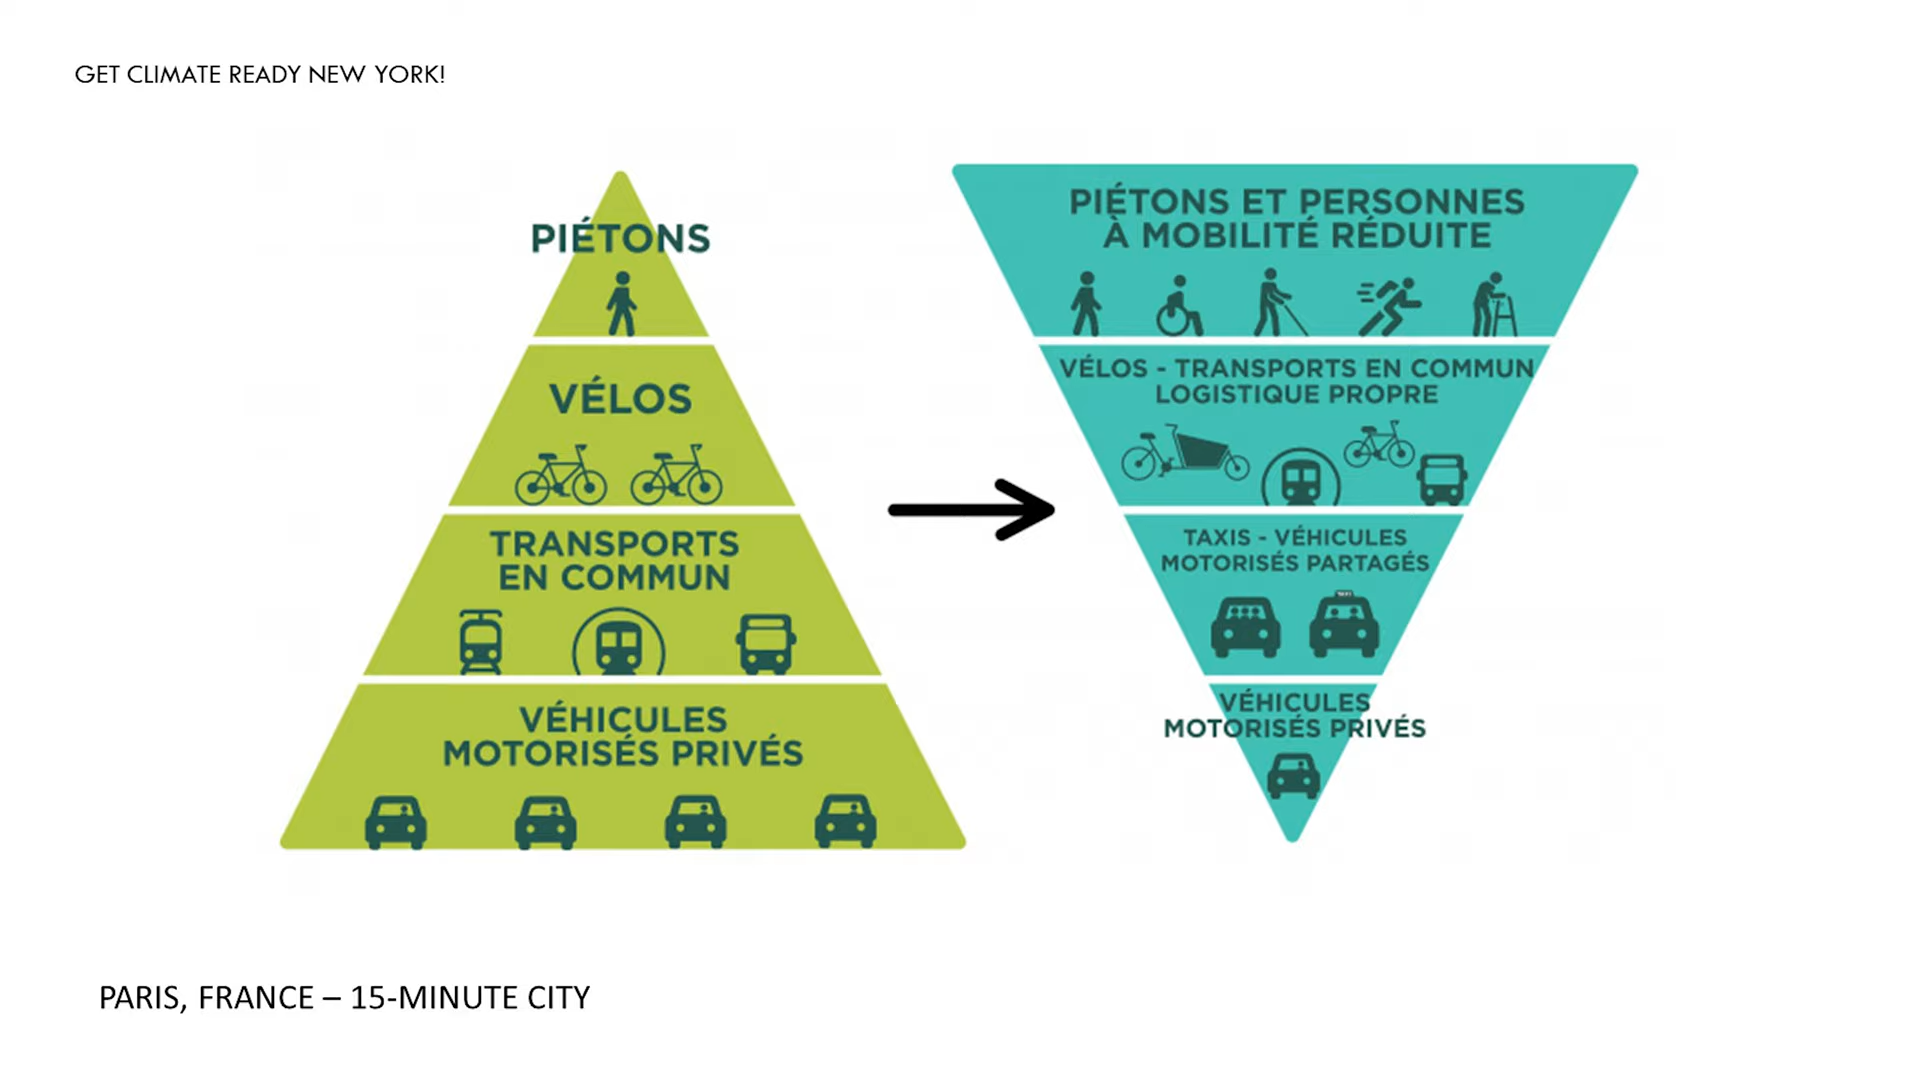 GET CLIMATE READY NEW YORK!
PIÉTONS
VÉLOS
TRANSPORTS
EN COMMUN
VÉHICULES
MOTORISÉS PRIVÉS
PIÉTONS ET PERSONNES
À MOBILITÉ RÉDUITE
VÉLOS - TRANSPORTS EN COMMUN
LOGISTIQUE PROPRE
TAXIS - VÉHICULES
MOTORISÉS PARTAGÉS
TAXI
VÉHICULES
MOTORISÉS PRIVÉS
PARIS, FRANCE – 15-MINUTE CITY